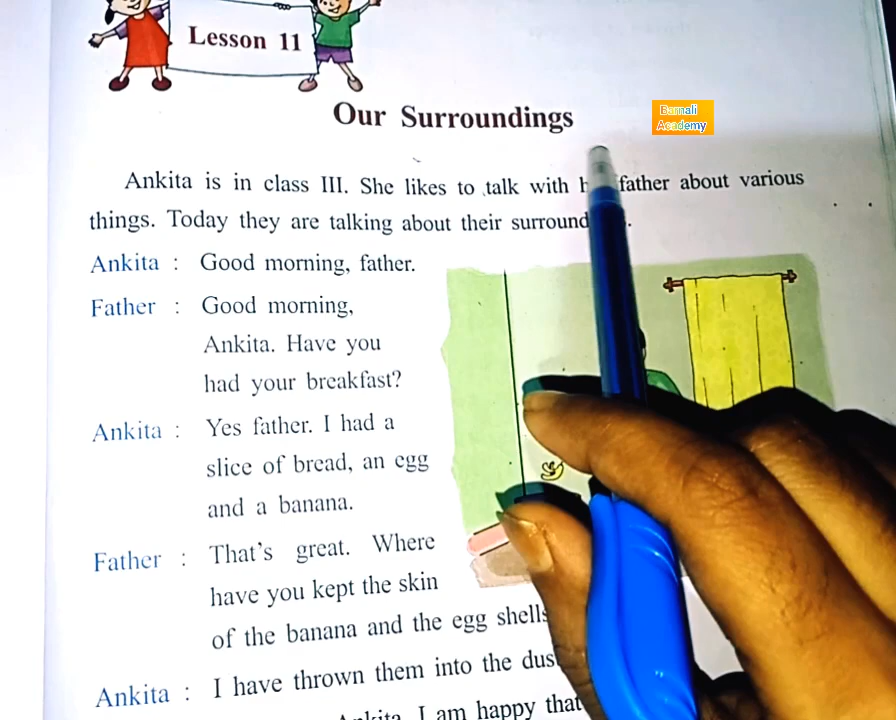 Lesson 11
Our Surroundings
Barnali
Academy
Ankita is in class III. She likes to talk with father about various
things. Today they are talking about their
Ankita : Good morning, father.
Father : Good morning,
Ankita. Have you
had your breakfast?
Ankita : Yes father. I had a
slice of bread, an egg
and a banana.
Father : That's great. Where
have you kept the skin
of the banana and the egg shells
Ankita : I have thrown them into the
I am happy that